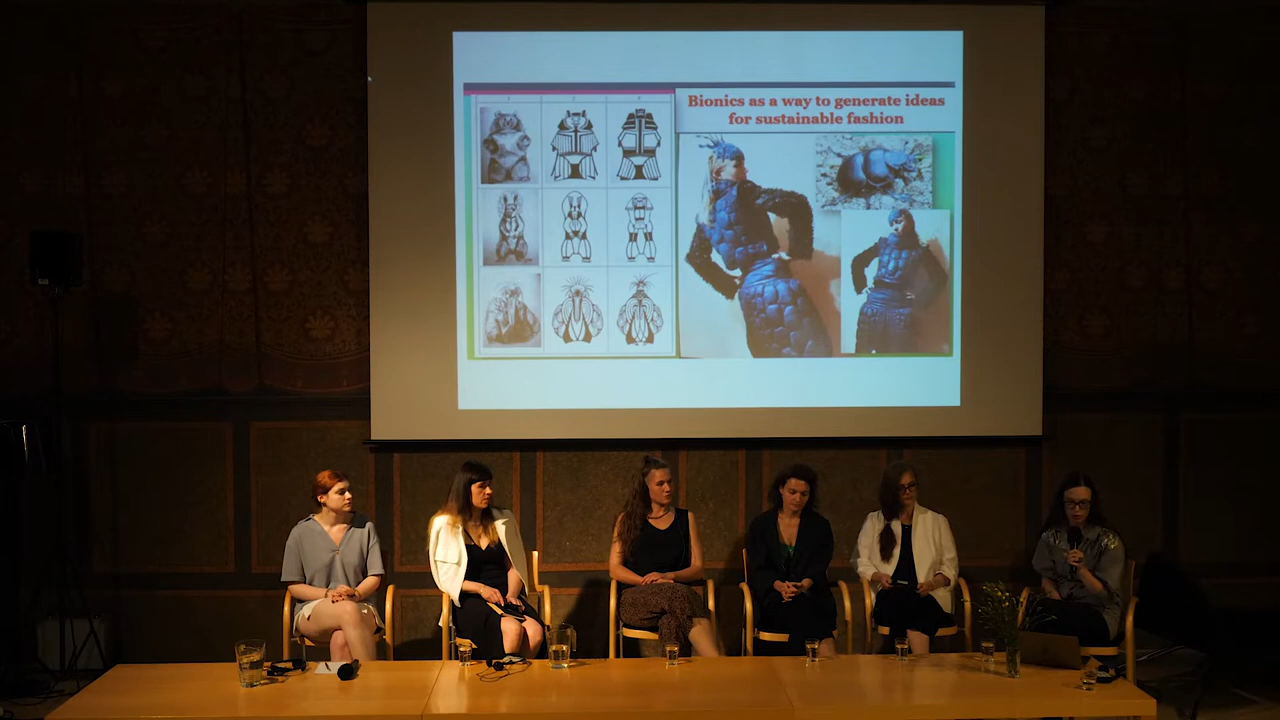 Bionics as a way to generate ideas
for sustainable fashion